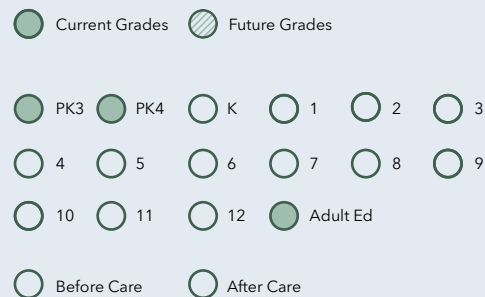 Current Grades Future Grades
PK3 PK4 K 1 2 3
4 5 6 7 8 9
10 11 12 Adult Ed
Before Care After Care